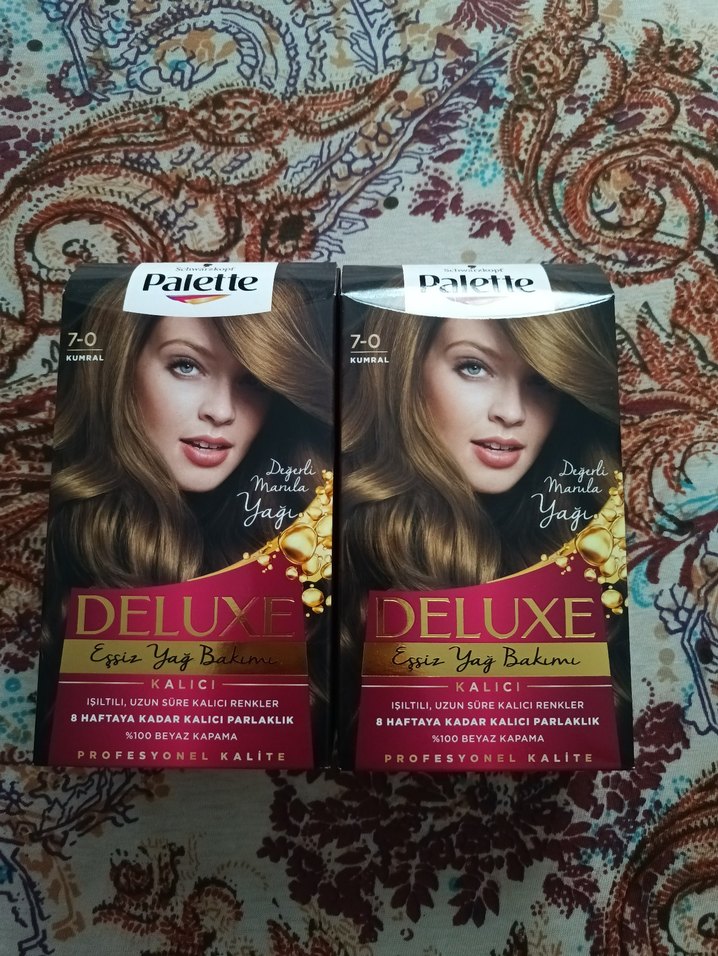 Schwarzkopf
Palette
7-0
KUMRAL
Değerli
Marula
Yağı
DELUXE
Eşsiz Yağ Bakımı
KALICI
IŞILTILI, UZUN SÜRE KALICI RENKLER
8 HAFTAYA KADAR KALICI PARLAKLIK
%100 BEYAZ KAPAMA
PROFESYONEL KALİTE
Schwarzkopf
Palette
7-0
KUMRAL
Değerli
Marula
Yağı
DELUXE
Eşsiz Yağ Bakımı
KALICI
IŞILTILI, UZUN SÜRE KALICI RENKLER
8 HAFTAYA KADAR KALICI PARLAKLIK
%100 BEYAZ KAPAMA
PROFESYONEL KALİTE